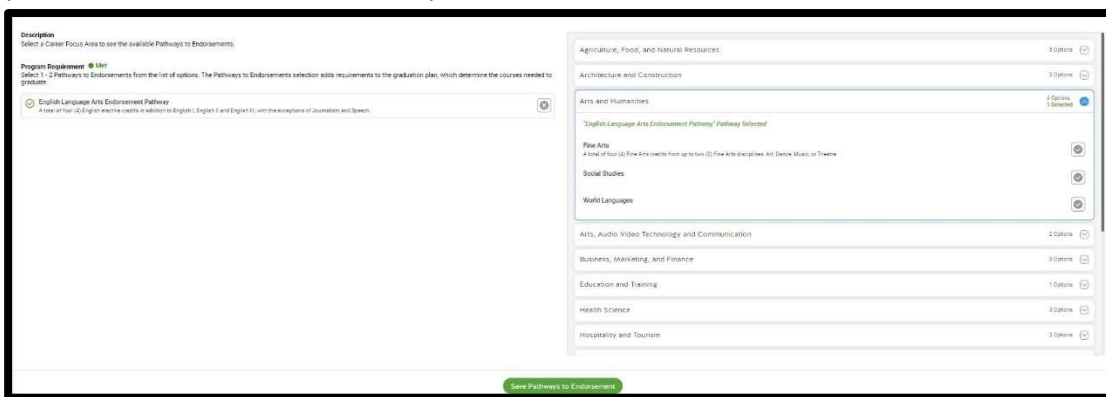 Description
Select a Career Focus Area to see the available Pathways to Endorsements.
Program Requirement Met
Select 1 - 2 Pathways to Endorsements from the list of options. The Pathways to Endorsements selection adds requirements to the graduation plan, which determine the courses needed to
graduate.
English Language Arts Endorsement Pathway
A total of four (4) English elective credits in addition to English I, English II and English III, with the exceptions of Journalism and Speech.
Agriculture, Food, and Natural Resources
3 Options
Architecture and Construction
3 Options
Arts and Humanities
4 Options
1 Selected
"English Language Arts Endorsement Pathway" Pathway Selected
Fine Arts
A total of four (4) Fine Arts credits from up to two (2) Fine Arts disciplines: Art, Dance, Music, or Theatre
Social Studies
World Languages
Arts, Audio Video Technology and Communication
2 Options
Business, Marketing, and Finance
3 Options
Education and Training
1 Options
Health Science
3 Options
Hospitality and Tourism
3 Options
Save Pathways to Endorsement